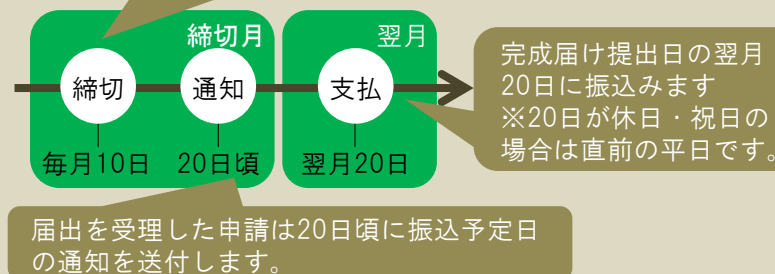 締切月
翌月
締切
通知
支払
毎月10日
20日頃
翌月20日
完成届け提出日の翌月
20日に振込みます
※20日が休日・祝日の
場合は直前の平日です。
届出を受理した申請は20日頃に振込予定日
の通知を送付します。